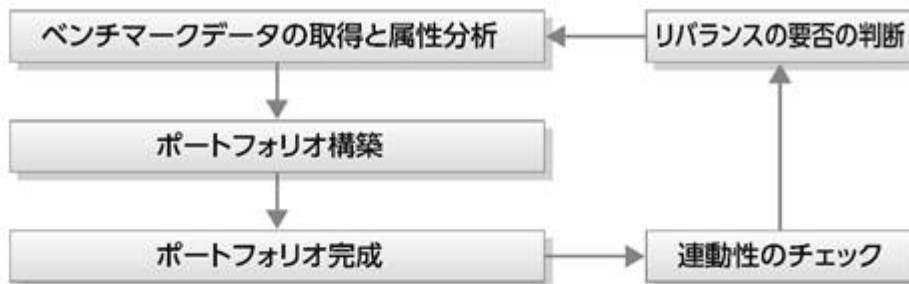 ベンチマークデータの取得と属性分析
リバランスの要否の判断
ポートフォリオ構築
ポートフォリオ完成
連動性のチェック